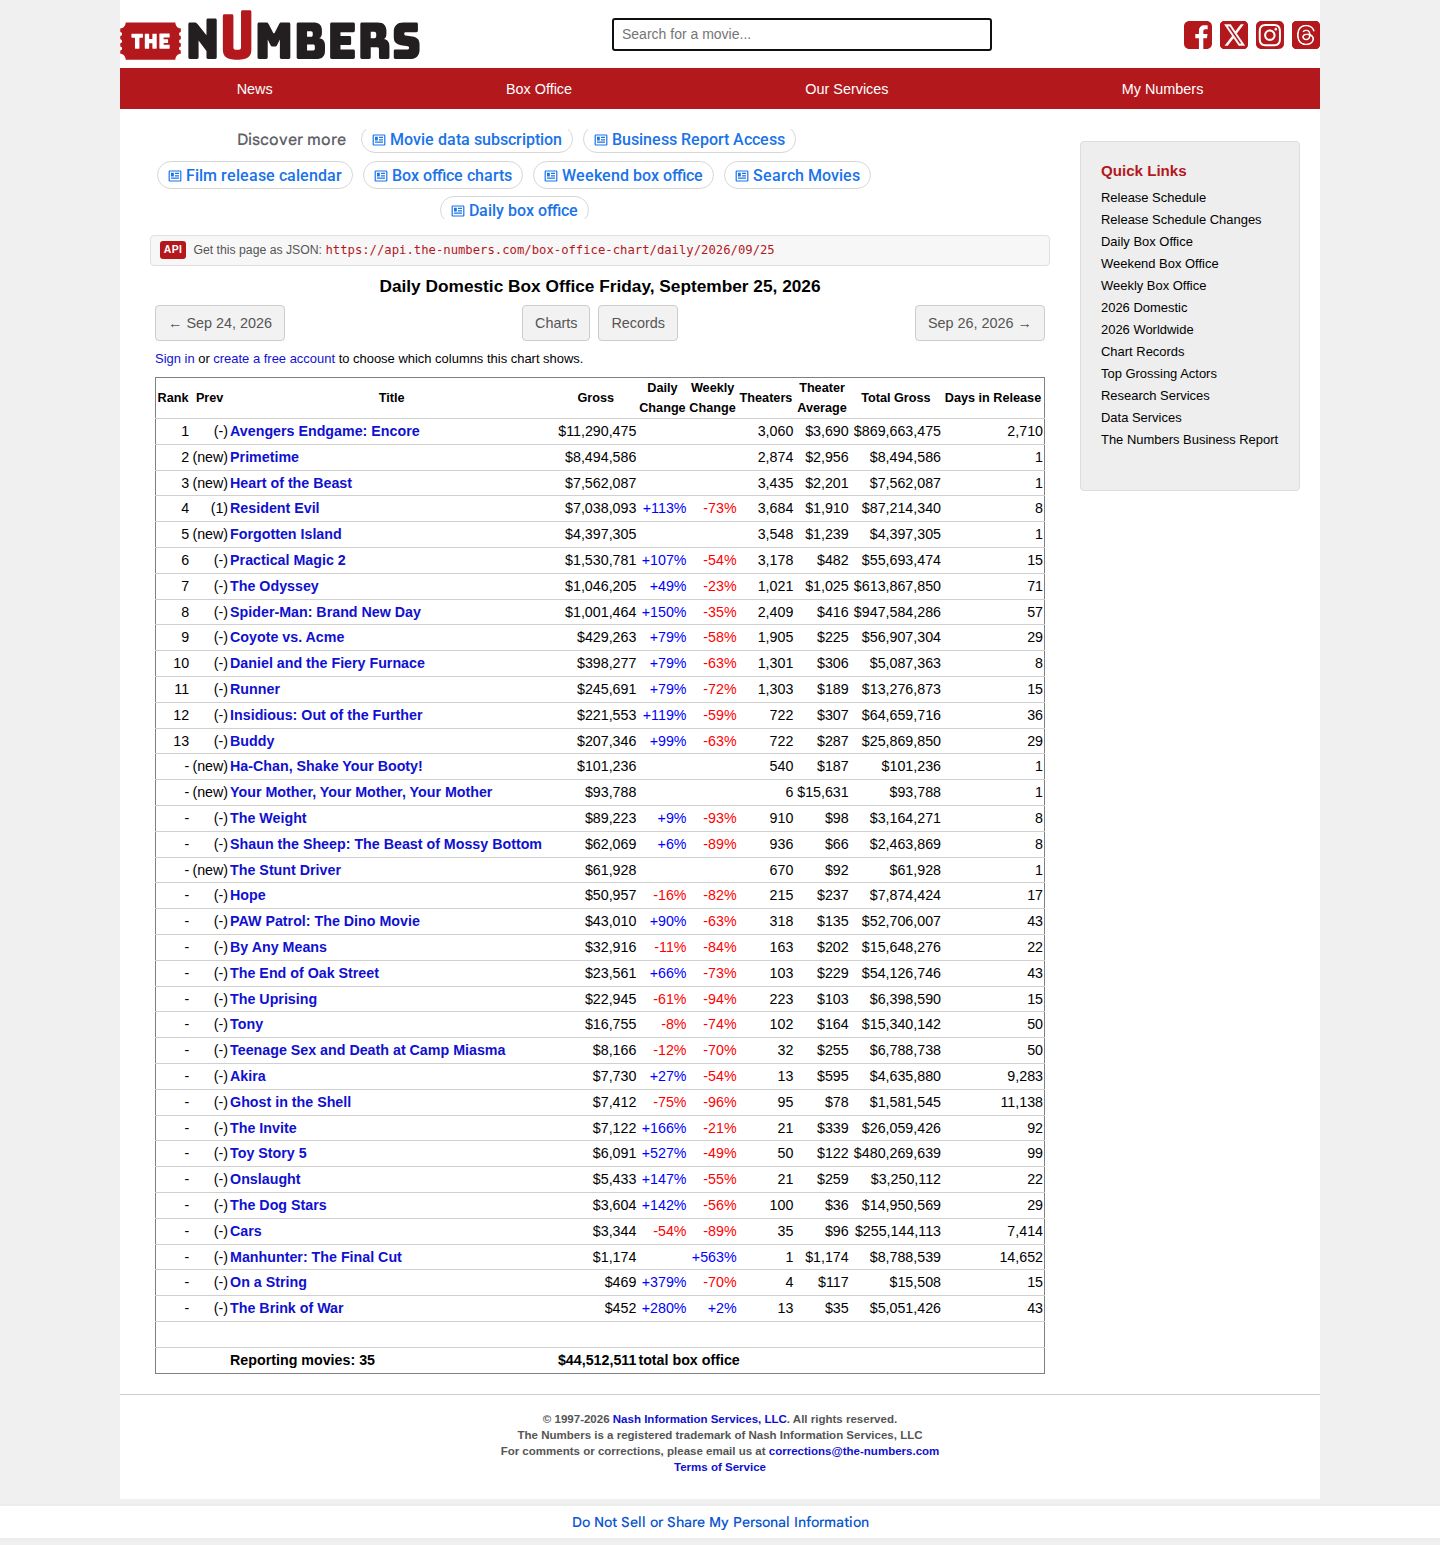 THE NUMBERS
Search for a movie...
News Box Office Our Services My Numbers
Discover more Movie data subscription Business Report Access
Film release calendar Box office charts Weekend box office Search Movies
Daily box office
API Get this page as JSON: https://api.the-numbers.com/box-office-chart/daily/2026/09/25
Daily Domestic Box Office Friday, September 25, 2026
← Sep 24, 2026 Charts Records Sep 26, 2026 →
Sign in or create a free account to choose which columns this chart shows.
Rank Prev Title Gross Daily Change Weekly Change Theaters Theater Average Total Gross Days in Release
1 (-) Avengers Endgame: Encore $11,290,475 3,060 $3,690 $869,663,475 2,710
2 (new) Primetime $8,494,586 2,874 $2,956 $8,494,586 1
3 (new) Heart of the Beast $7,562,087 3,435 $2,201 $7,562,087 1
4 (1) Resident Evil $7,038,093 +113% -73% 3,684 $1,910 $87,214,340 8
5 (new) Forgotten Island $4,397,305 3,548 $1,239 $4,397,305 1
6 (-) Practical Magic 2 $1,530,781 +107% -54% 3,178 $482 $55,693,474 15
7 (-) The Odyssey $1,046,205 +49% -23% 1,021 $1,025 $613,867,850 71
8 (-) Spider-Man: Brand New Day $1,001,464 +150% -35% 2,409 $416 $947,584,286 57
9 (-) Coyote vs. Acme $429,263 +79% -58% 1,905 $225 $56,907,304 29
10 (-) Daniel and the Fiery Furnace $398,277 +79% -63% 1,301 $306 $5,087,363 8
11 (-) Runner $245,691 +79% -72% 1,303 $189 $13,276,873 15
12 (-) Insidious: Out of the Further $221,553 +119% -59% 722 $307 $64,659,716 36
13 (-) Buddy $207,346 +99% -63% 722 $287 $25,869,850 29
- (new) Ha-Chan, Shake Your Booty! $101,236 540 $187 $101,236 1
- (new) Your Mother, Your Mother, Your Mother $93,788 6 $15,631 $93,788 1
- (-) The Weight $89,223 +9% -93% 910 $98 $3,164,271 8
- (-) Shaun the Sheep: The Beast of Mossy Bottom $62,069 +6% -89% 936 $66 $2,463,869 8
- (new) The Stunt Driver $61,928 670 $92 $61,928 1
- (-) Hope $50,957 -16% -82% 215 $237 $7,874,424 17
- (-) PAW Patrol: The Dino Movie $43,010 +90% -63% 318 $135 $52,706,007 43
- (-) By Any Means $32,916 -11% -84% 163 $202 $15,648,276 22
- (-) The End of Oak Street $23,561 +66% -73% 103 $229 $54,126,746 43
- (-) The Uprising $22,945 -61% -94% 223 $103 $6,398,590 15
- (-) Tony $16,755 -8% -74% 102 $164 $15,340,142 50
- (-) Teenage Sex and Death at Camp Miasma $8,166 -12% -70% 32 $255 $6,788,738 50
- (-) Akira $7,730 +27% -54% 13 $595 $4,635,880 9,283
- (-) Ghost in the Shell $7,412 -75% -96% 95 $78 $1,581,545 11,138
- (-) The Invite $7,122 +166% -21% 21 $339 $26,059,426 92
- (-) Toy Story 5 $6,091 +527% -49% 50 $122 $480,269,639 99
- (-) Onslaught $5,433 +147% -55% 21 $259 $3,250,112 22
- (-) The Dog Stars $3,604 +142% -56% 100 $36 $14,950,569 29
- (-) Cars $3,344 -54% -89% 35 $96 $255,144,113 7,414
- (-) Manhunter: The Final Cut $1,174 +563% 1 $1,174 $8,788,539 14,652
- (-) On a String $469 +379% -70% 4 $117 $15,508 15
- (-) The Brink of War $452 +280% +2% 13 $35 $5,051,426 43
Reporting movies: 35 $44,512,511 total box office
Quick Links
Release Schedule
Release Schedule Changes
Daily Box Office
Weekend Box Office
Weekly Box Office
2026 Domestic
2026 Worldwide
Chart Records
Top Grossing Actors
Research Services
Data Services
The Numbers Business Report
© 1997-2026 Nash Information Services, LLC. All rights reserved.
The Numbers is a registered trademark of Nash Information Services, LLC
For comments or corrections, please email us at corrections@the-numbers.com
Terms of Service
Do Not Sell or Share My Personal Information